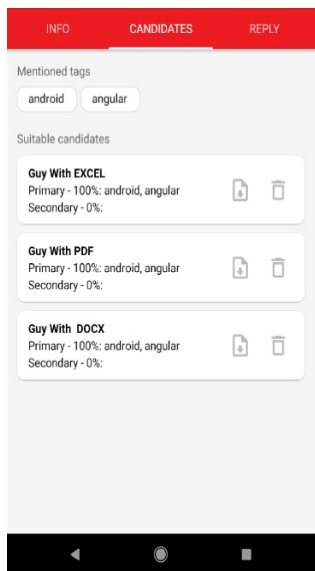 INFO CANDIDATES REPLY
Mentioned tags
android angular
Suitable candidates
Guy With EXCEL
Primary - 100%: android, angular
Secondary - 0%:
Guy With PDF
Primary - 100%: android, angular
Secondary - 0%:
Guy With DOCX
Primary - 100%: android, angular
Secondary - 0%: